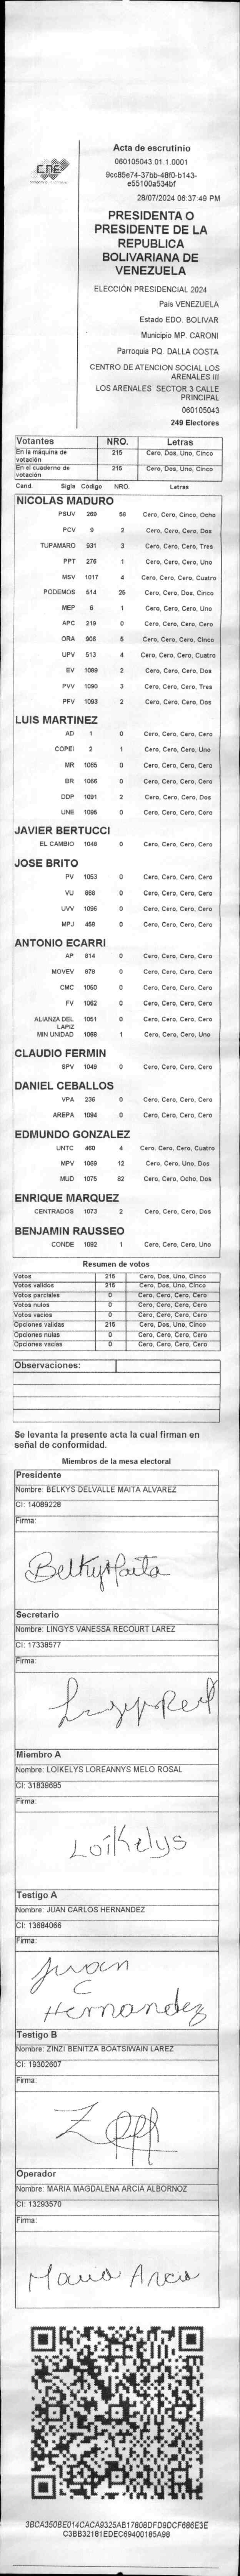 Acta de escrutinio
060105043.01.1.0001
9cc85e74-37bb-48f0-b143-
e55100a534bf
28/07/2024 06:37:49 PM
CNE
PRESIDENTA O
PRESIDENTE DE LA
REPUBLICA
BOLIVARIANA DE
VENEZUELA
ELECCIÓN PRESIDENCIAL 2024
Pais VENEZUELA
Estado EDO. BOLIVAR
Municipio MP. CARONI
Parroquia PQ. DALLA COSTA
CENTRO DE ATENCION SOCIAL LOS
ARENALES III
LOS ARENALES SECTOR 3 CALLE
PRINCIPAL
060105043
249 Electores
Votantes NRO. Letras
En la máquina de votación 215 Cero, Dos, Uno, Cinco
En el cuaderno de votación 215 Cero, Dos, Uno, Cinco
Cand. Sigla Código NRO. Letras
NICOLAS MADURO
PSUV 269 58 Cero, Cero, Cinco, Ocho
PCV 9 2 Cero, Cero, Cero, Dos
TUPAMARO 931 3 Cero, Cero, Cero, Tres
PPT 276 1 Cero, Cero, Cero, Uno
MSV 1017 4 Cero, Cero, Cero, Cuatro
PODEMOS 514 25 Cero, Cero, Dos, Cinco
MEP 6 1 Cero, Cero, Cero, Uno
APC 219 0 Cero, Cero, Cero, Cero
ORA 905 5 Cero, Cero, Cero, Cinco
UPV 513 4 Cero, Cero, Cero, Cuatro
EV 1089 2 Cero, Cero, Cero, Dos
PVV 1090 3 Cero, Cero, Cero, Tres
PFV 1093 2 Cero, Cero, Cero, Dos
LUIS MARTINEZ
AD 1 0 Cero, Cero, Cero, Cero
COPEI 2 1 Cero, Cero, Cero, Uno
MR 1065 0 Cero, Cero, Cero, Cero
BR 1066 0 Cero, Cero, Cero, Cero
DDP 1091 2 Cero, Cero, Cero, Dos
UNE 1095 0 Cero, Cero, Cero, Cero
JAVIER BERTUCCI
EL CAMBIO 1048 0 Cero, Cero, Cero, Cero
JOSE BRITO
PV 1053 0 Cero, Cero, Cero, Cero
VU 868 0 Cero, Cero, Cero, Cero
UVV 1096 0 Cero, Cero, Cero, Cero
MPJ 458 0 Cero, Cero, Cero, Cero
ANTONIO ECARRI
AP 814 0 Cero, Cero, Cero, Cero
MOVEV 878 0 Cero, Cero, Cero, Cero
CMC 1050 0 Cero, Cero, Cero, Cero
FV 1062 0 Cero, Cero, Cero, Cero
ALIANZA DEL LAPIZ 1051 0 Cero, Cero, Cero, Cero
MIN UNIDAD 1068 1 Cero, Cero, Cero, Uno
CLAUDIO FERMIN
SPV 1049 0 Cero, Cero, Cero, Cero
DANIEL CEBALLOS
VPA 236 0 Cero, Cero, Cero, Cero
AREPA 1094 0 Cero, Cero, Cero, Cero
EDMUNDO GONZALEZ
UNTC 460 4 Cero, Cero, Cero, Cuatro
MPV 1069 12 Cero, Cero, Uno, Dos
MUD 1075 82 Cero, Cero, Ocho, Dos
ENRIQUE MARQUEZ
CENTRADOS 1073 2 Cero, Cero, Cero, Dos
BENJAMIN RAUSSEO
CONDE 1092 1 Cero, Cero, Cero, Uno
Resumen de votos
Votos 215 Cero, Dos, Uno, Cinco
Votos validos 215 Cero, Dos, Uno, Cinco
Votos parciales 0 Cero, Cero, Cero, Cero
Votos nulos 0 Cero, Cero, Cero, Cero
Votos vacios 0 Cero, Cero, Cero, Cero
Opciones validas 215 Cero, Dos, Uno, Cinco
Opciones nulas 0 Cero, Cero, Cero, Cero
Opciones vacias 0 Cero, Cero, Cero, Cero
Observaciones:
Se levanta la presente acta la cual firman en
señal de conformidad.
Miembros de la mesa electoral
Presidente
Nombre: BELKYS DELVALLE MAITA ALVAREZ
CI: 14089228
Firma:
Belkys Maita
Secretario
Nombre: LINGYS VANESSA RECOURT LAREZ
CI: 17338577
Firma:
Miembro A
Nombre: LOIKELYS LOREANNYS MELO ROSAL
CI: 31839695
Firma:
Loikelys
Testigo A
Nombre: JUAN CARLOS HERNANDEZ
CI: 13684066
Firma:
Juan
C
Hernandez
Testigo B
Nombre: ZINZI BENITZA BOATSIWAIN LAREZ
CI: 19302607
Firma:
Operador
Nombre: MARIA MAGDALENA ARCIA ALBORNOZ
CI: 13293570
Firma:
Maria Arcia
3BCA350BE014CACA9325AB17808DFD9DCF686E3E
C3BB32181EDEC69400185A98